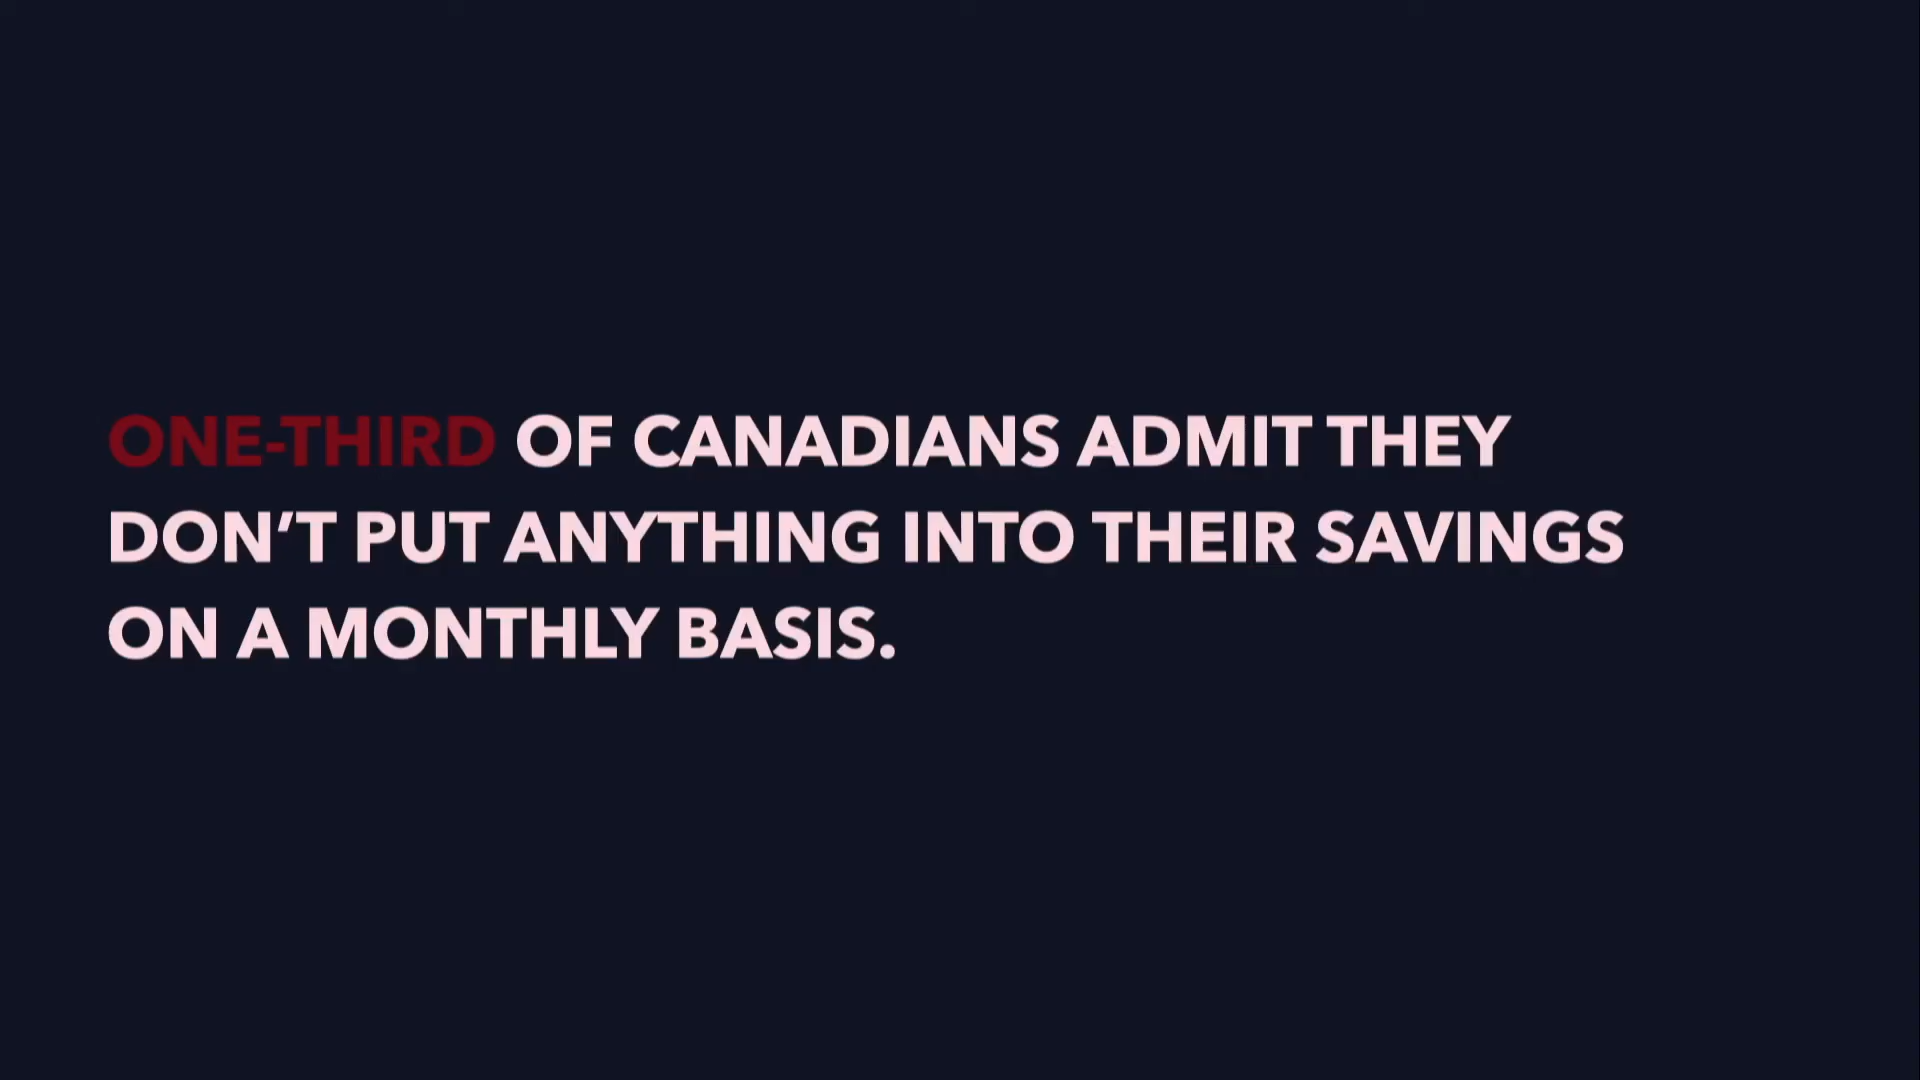 ONE-THIRD OF CANADIANS ADMIT THEY
DON’T PUT ANYTHING INTO THEIR SAVINGS
ON A MONTHLY BASIS.